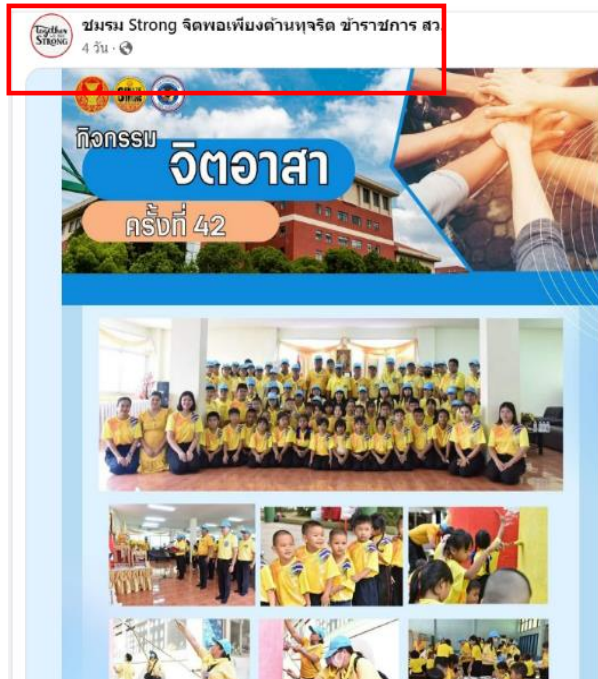 Together
STRONG
ชมรม Strong จิตพอเพียงต้านทุจริต ข้าราชการ สว.
4 วัน ·
กิจกรรม
จิตอาสา
ครั้งที่ 42